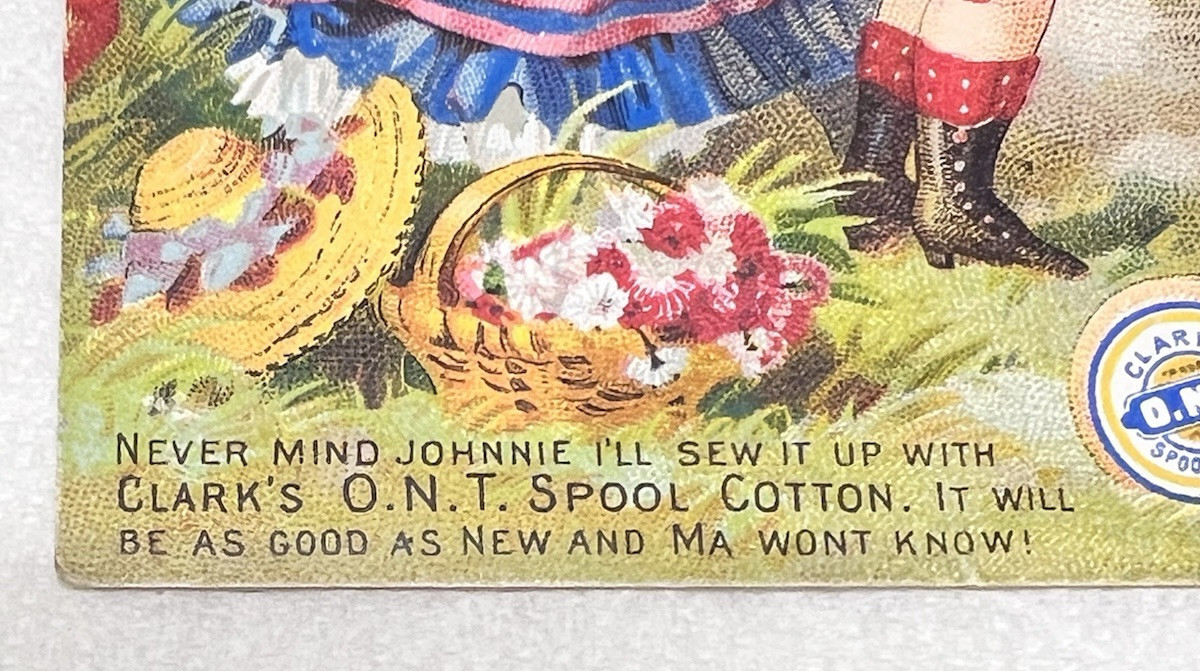 NEVER MIND JOHNNIE I'LL SEW IT UP WITH
CLARK'S O.N.T. SPOOL COTTON. IT WILL
BE AS GOOD AS NEW AND MA WONT KNOW!